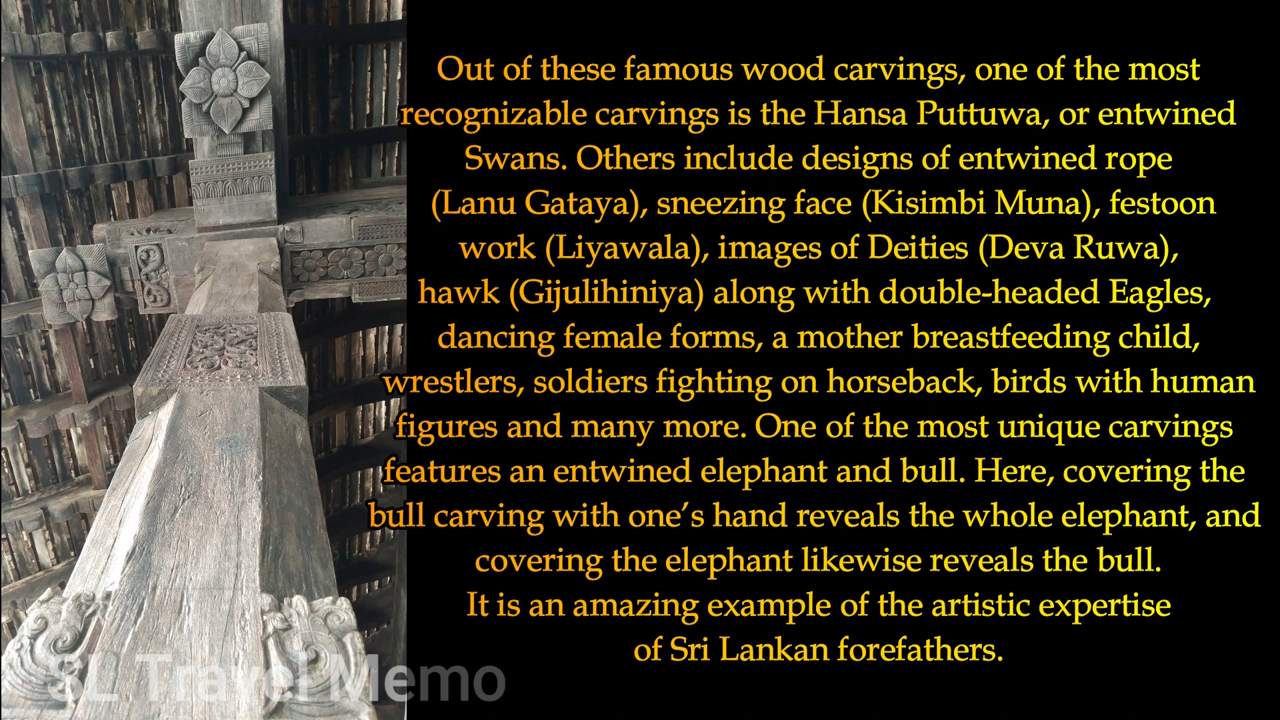 Out of these famous wood carvings, one of the most
recognizable carvings is the Hansa Puttuwa, or entwined
Swans. Others include designs of entwined rope
(Lanu Gataya), sneezing face (Kisimbi Muna), festoon
work (Liyawala), images of Deities (Deva Ruwa),
hawk (Gijulihiniya) along with double-headed Eagles,
dancing female forms, a mother breastfeeding child,
wrestlers, soldiers fighting on horseback, birds with human
figures and many more. One of the most unique carvings
features an entwined elephant and bull. Here, covering the
bull carving with one’s hand reveals the whole elephant, and
covering the elephant likewise reveals the bull.
It is an amazing example of the artistic expertise
of Sri Lankan forefathers.
SL Travel Memo